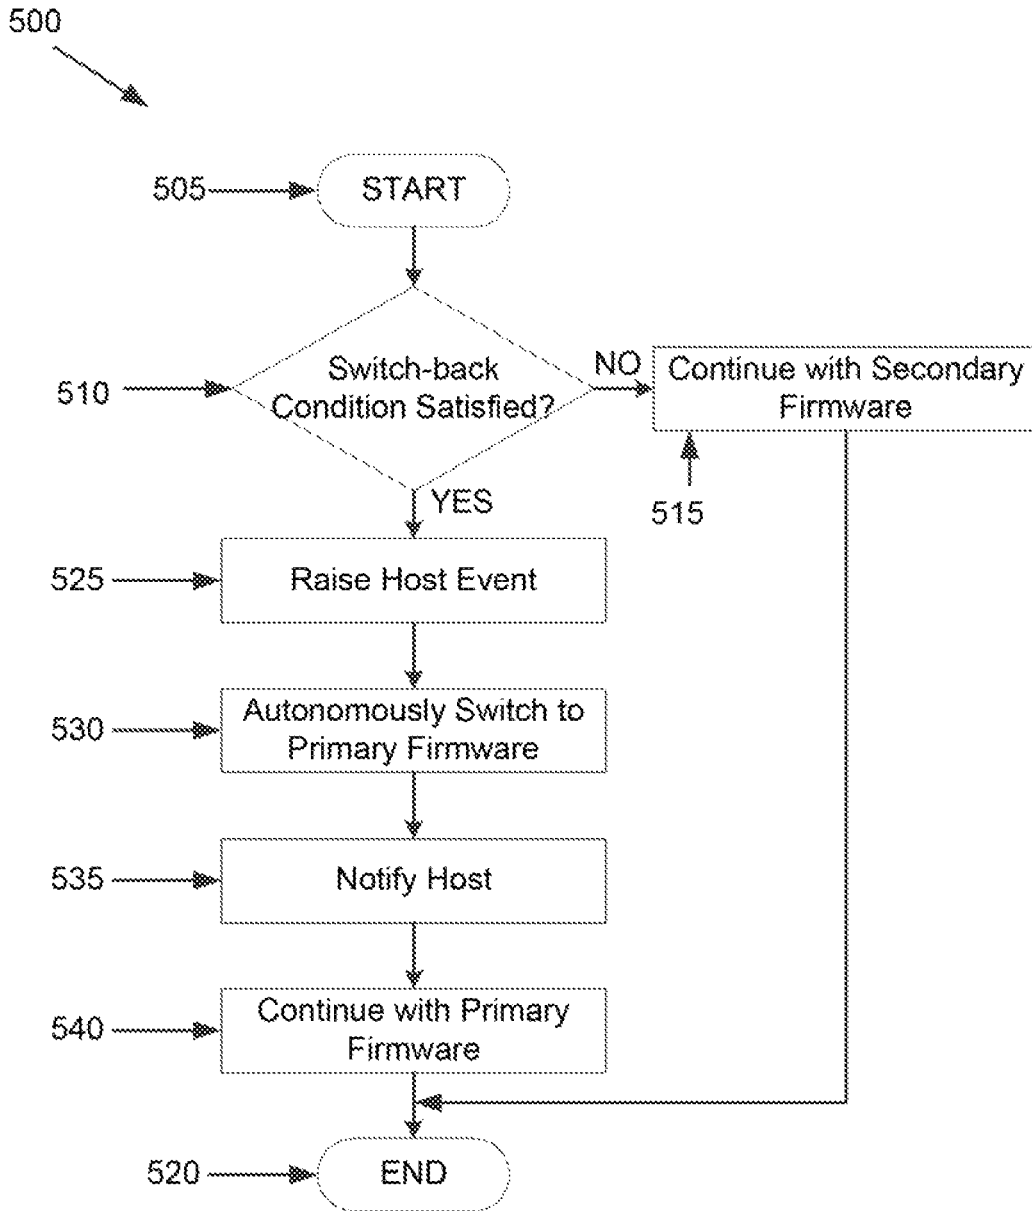 500
505
START
510
Switch-back
Condition Satisfied?
NO
Continue with Secondary
Firmware
515
YES
525
Raise Host Event
530
Autonomously Switch to
Primary Firmware
535
Notify Host
540
Continue with Primary
Firmware
520
END